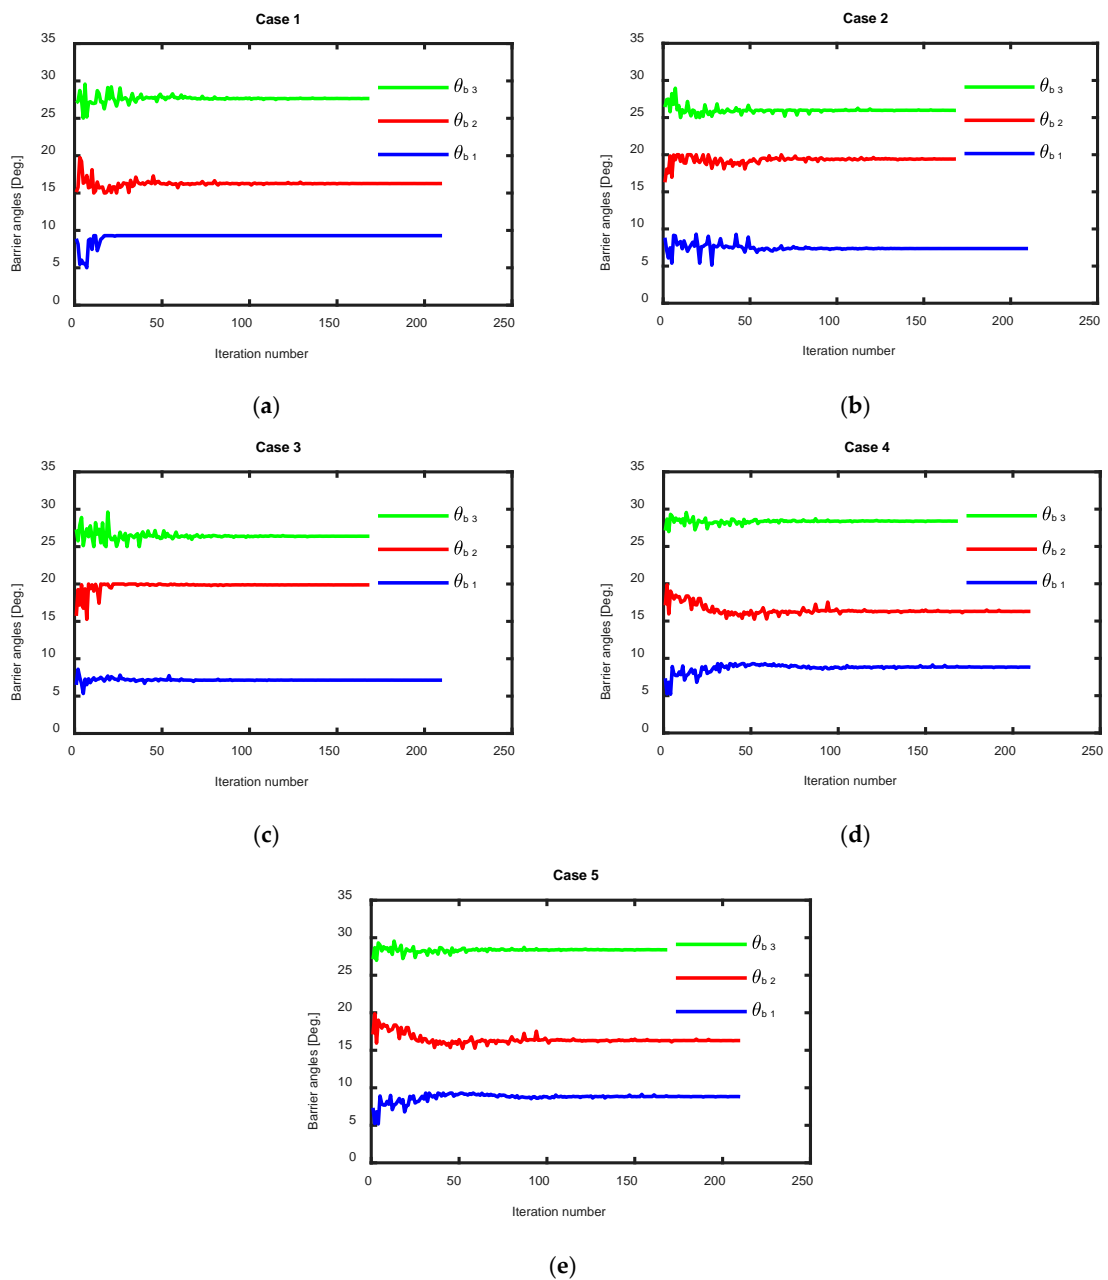 Case 1
35
30
25
20
15
10
5
0
Barrier angles [Deg.]
θb 3
θb 2
θb 1
0 50 100 150 200 250
Iteration number
(a)
Case 2
35
30
25
20
15
10
5
0
Barrier angles [Deg.]
θb 3
θb 2
θb 1
0 50 100 150 200 250
Iteration number
(b)
Case 3
35
30
25
20
15
10
5
0
Barrier angles [Deg.]
θb 3
θb 2
θb 1
0 50 100 150 200 250
Iteration number
(c)
Case 4
35
30
25
20
15
10
5
0
Barrier angles [Deg.]
θb 3
θb 2
θb 1
0 50 100 150 200 250
Iteration number
(d)
Case 5
35
30
25
20
15
10
5
0
Barrier angles [Deg.]
θb 3
θb 2
θb 1
0 50 100 150 200 250
Iteration number
(e)